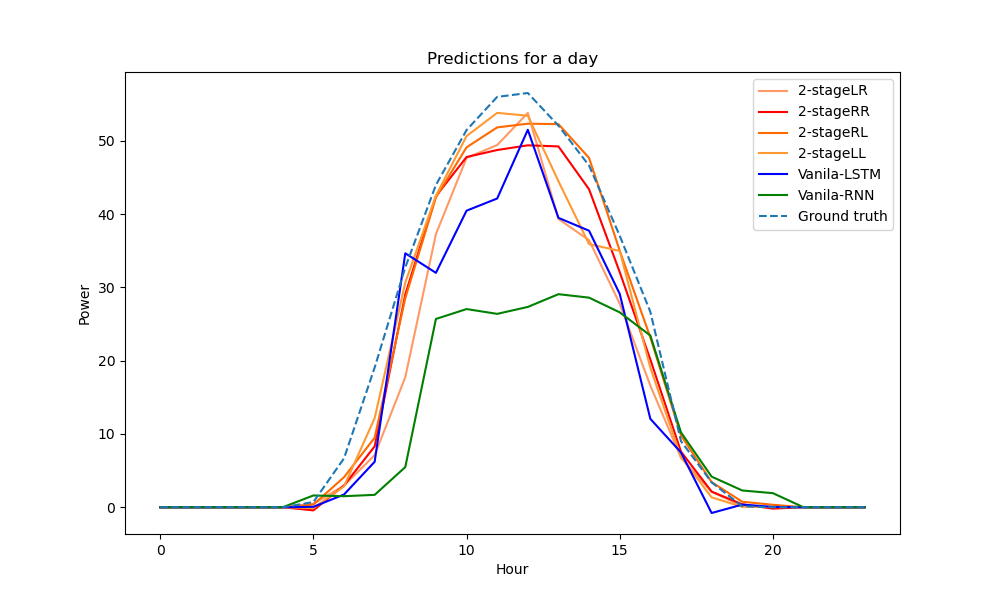 Predictions for a day
2-stageLR
2-stageRR
2-stageRL
2-stageLL
Vanila-LSTM
Vanila-RNN
Ground truth
Power
50
40
30
20
10
0
0 5 10 15 20
Hour